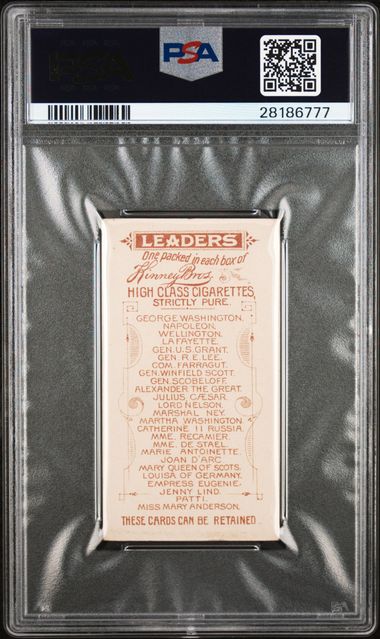 PSA
28186777
LEADERS
One packed in each box of
Kinney Bros.
HIGH CLASS CIGARETTES
STRICTLY PURE.
GEORGE WASHINGTON,
NAPOLEON,
WELLINGTON,
LA FAYETTE,
GEN. U.S. GRANT,
GEN. R.E. LEE,
COM. FARRAGUT,
GEN. WINFIELD SCOTT,
GEN. SCOBELOFF,
ALEXANDER THE GREAT,
JULIUS CÆSAR,
LORD NELSON,
MARSHAL NEY,
MARTHA WASHINGTON
CATHERINE II RUSSIA
MME. RECAMIER,
MME. DE STAEL,
MARIE ANTOINETTE,
JOAN D'ARC
MARY QUEEN OF SCOTS,
LOUISA OF GERMANY,
EMPRESS EUGENIE,
JENNY LIND,
PATTI,
MISS MARY ANDERSON.
THESE CARDS CAN BE RETAINED